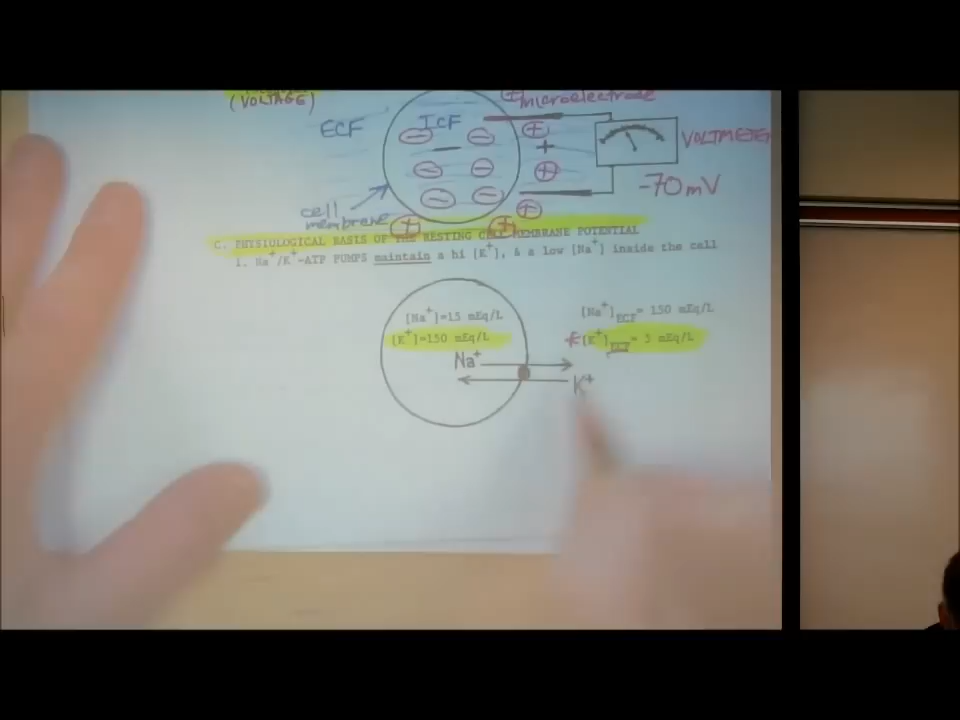 (VOLTAGE)
microelectrode
ECF
ICF
VOLTMETER
-70mV
cell
membrane
C. PHYSIOLOGICAL BASIS OF THE RESTING CELL MEMBRANE POTENTIAL
1. Na+/K+-ATP PUMPS maintain a hi [K+], & a low [Na+] inside the cell
[Na+]=15 mEq/L
[Na+]ECF= 150 mEq/L
[K+]=150 mEq/L
[K+]ECF= 5 mEq/L
Na+
K+